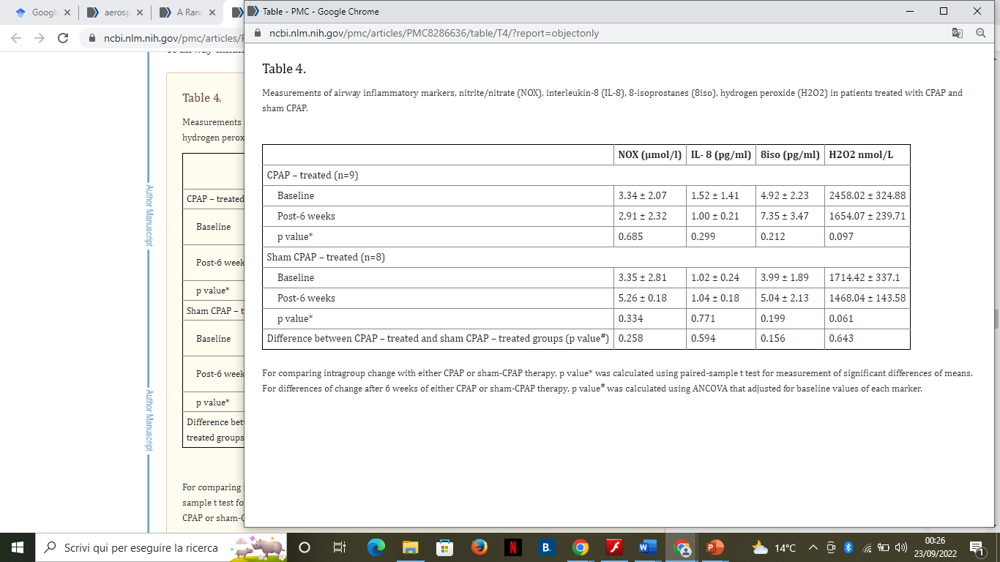 Googl
aerosp
A Ran
ncbi.nlm.nih.gov/pmc/articles/P
Table - PMC - Google Chrome
ncbi.nlm.nih.gov/pmc/articles/PMC8286636/table/T4/?report=objectonly
Table 4.
Measurements
hydrogen perox
CPAP – treated
Baseline
Post-6 week
p value*
Sham CPAP – t
Baseline
Post-6 week
p value*
Difference bet
treated groups
For comparing i
sample t test fo
CPAP or sham-C
Author Manuscript
Author Manuscript
Table 4.
Measurements of airway inflammatory markers, nitrite/nitrate (NOX), interleukin-8 (IL-8), 8-isoprostanes (8iso), hydrogen peroxide (H2O2) in patients treated with CPAP and
sham CPAP.
NOX (μmol/l) IL- 8 (pg/ml) 8iso (pg/ml) H2O2 nmol/L
CPAP – treated (n=9)
Baseline 3.34 ± 2.07 1.52 ± 1.41 4.92 ± 2.23 2458.02 ± 324.88
Post-6 weeks 2.91 ± 2.32 1.00 ± 0.21 7.35 ± 3.47 1654.07 ± 239.71
p value* 0.685 0.299 0.212 0.097
Sham CPAP – treated (n=8)
Baseline 3.35 ± 2.81 1.02 ± 0.24 3.99 ± 1.89 1714.42 ± 337.1
Post-6 weeks 5.26 ± 0.18 1.04 ± 0.18 5.04 ± 2.13 1468.04 ± 143.58
p value* 0.334 0.771 0.199 0.061
Difference between CPAP – treated and sham CPAP – treated groups (p value#) 0.258 0.594 0.156 0.643
For comparing intragroup change with either CPAP or sham-CPAP therapy, p value* was calculated using paired-sample t test for measurement of significant differences of means.
For differences of change after 6 weeks of either CPAP or sham-CPAP therapy, p value# was calculated using ANCOVA that adjusted for baseline values of each marker.
Scrivi qui per eseguire la ricerca
N
B.
W
P
14°C
00:26
23/09/2022
1